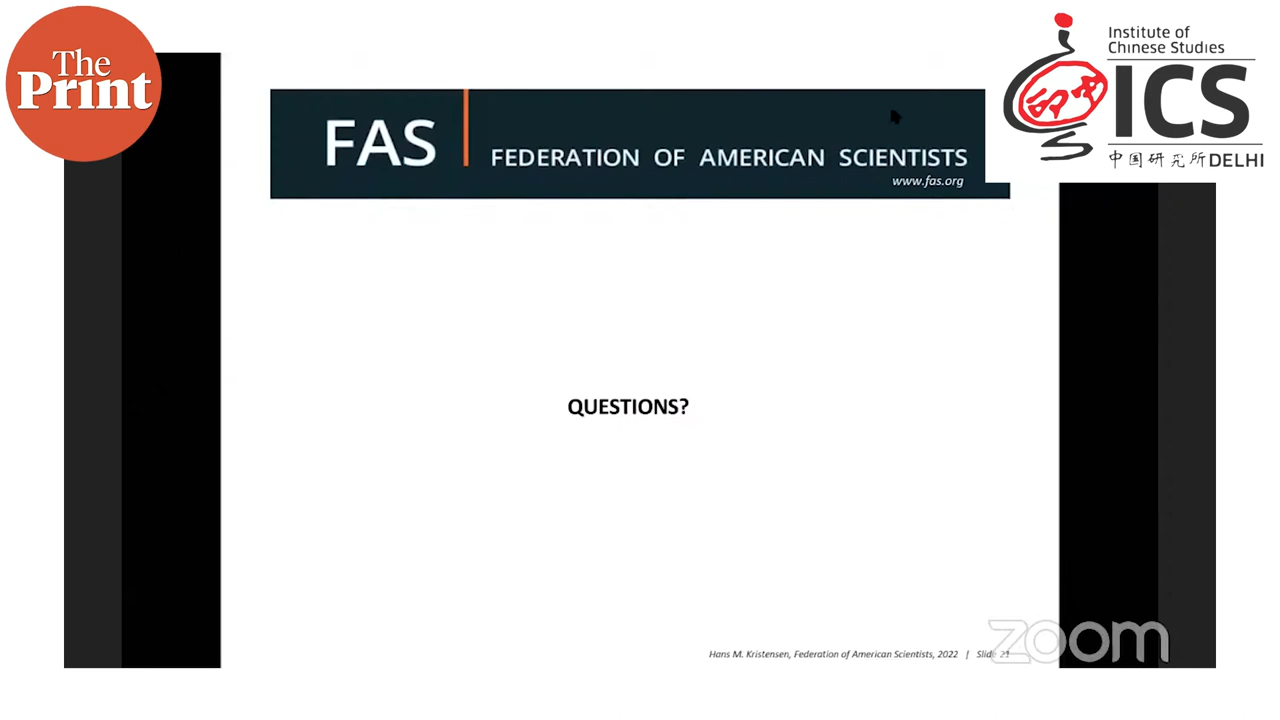 The
Print
Institute of
Chinese Studies
ICS
中国研究所DELHI
FAS
FEDERATION OF AMERICAN SCIENTISTS
www.fas.org
QUESTIONS?
Hans M. Kristensen, Federation of American Scientists, 2022 | Slide 21
zoom